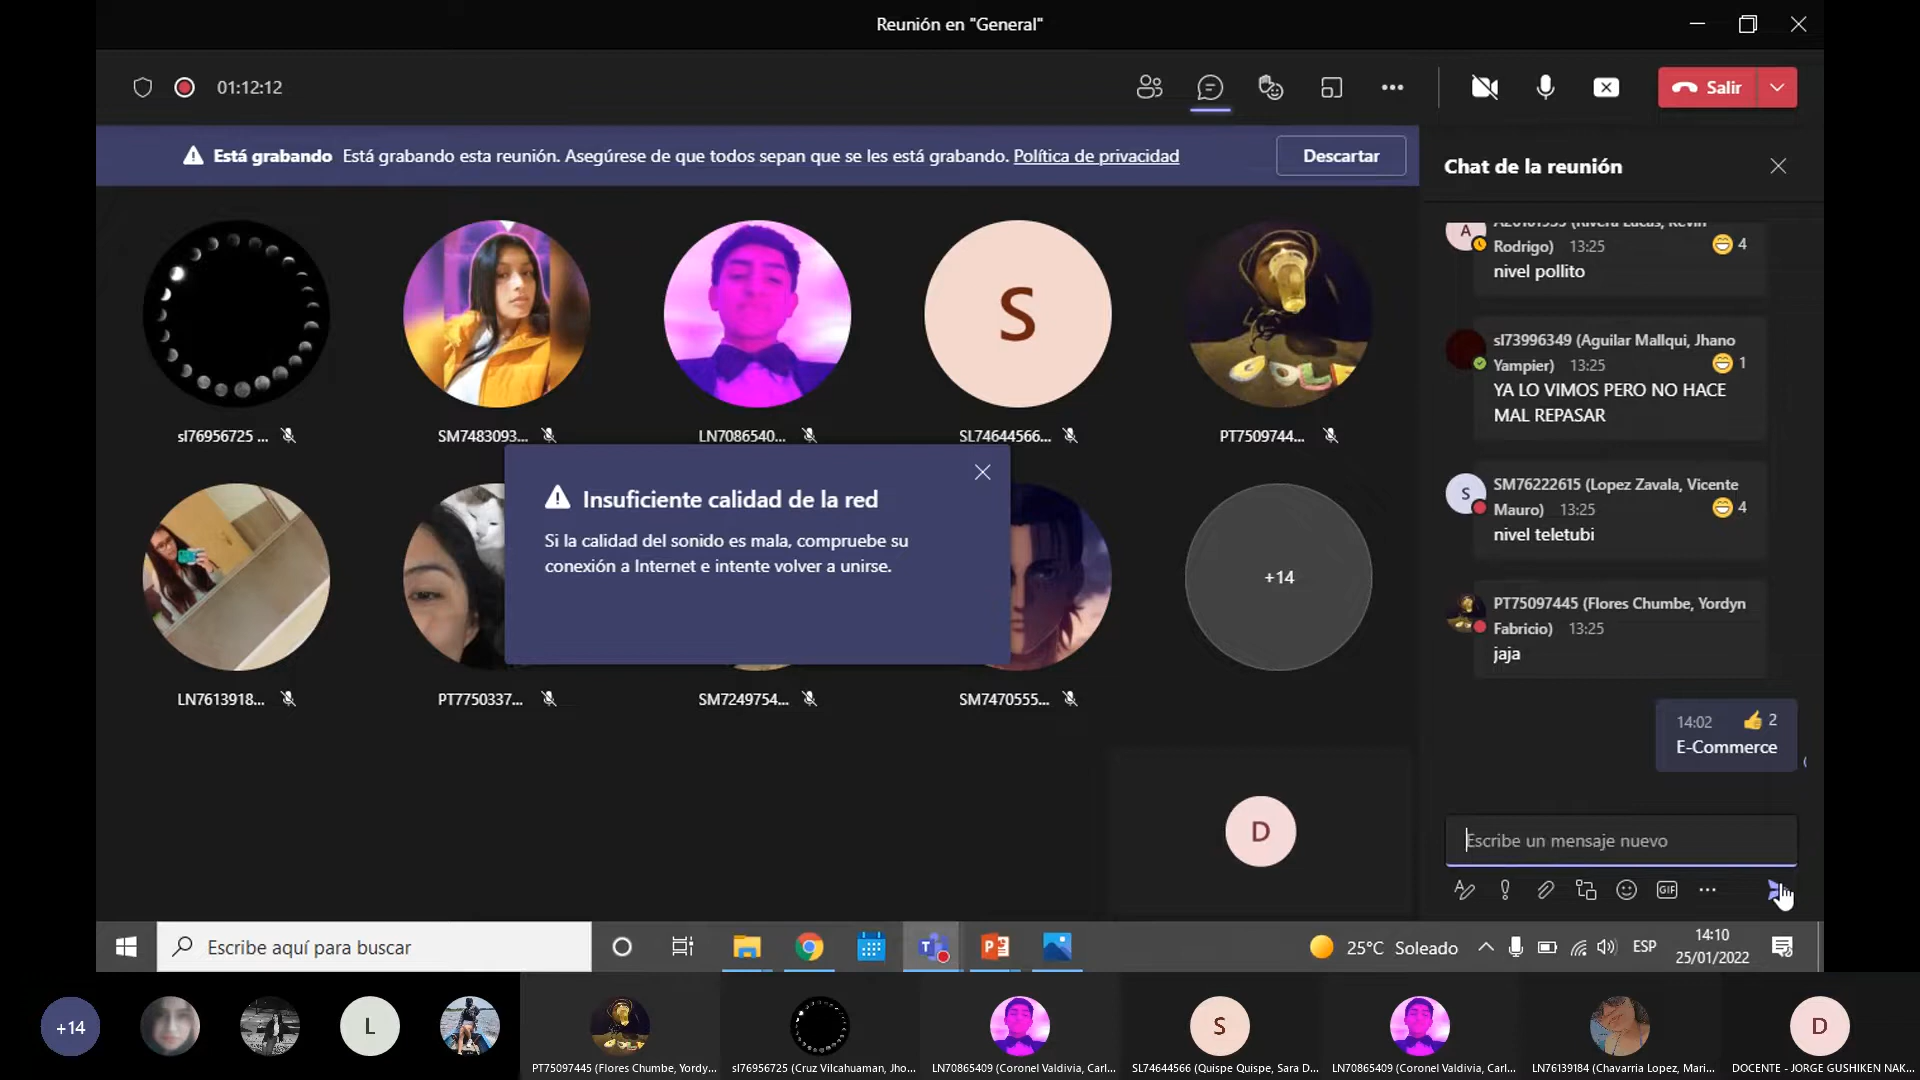 Reunión en "General"
01:12:12
Salir
Está grabando Está grabando esta reunión. Asegúrese de que todos sepan que se les está grabando. Política de privacidad
Descartar
Chat de la reunión
Rodrigo) 13:25
4
nivel pollito
sl73996349 (Aguilar Mallqui, Jhano
Yampier) 13:25
1
YA LO VIMOS PERO NO HACE
MAL REPASAR
SM76222615 (Lopez Zavala, Vicente
Mauro) 13:25
4
nivel teletubi
PT75097445 (Flores Chumbe, Yordyn
Fabricio) 13:25
jaja
14:02
2
E-Commerce
Escribe un mensaje nuevo
GIF
A
S
S
sl76956725 ...
SM7483093...
LN7086540...
SL74644566...
PT7509744...
Insuficiente calidad de la red
Si la calidad del sonido es mala, compruebe su
conexión a Internet e intente volver a unirse.
+14
LN7613918...
PT7750337...
SM7249754...
SM7470555...
D
Escribe aquí para buscar
25°C Soleado
ESP
14:10
25/01/2022
+14
L
S
D
PT75097445 (Flores Chumbe, Yordy...
sl76956725 (Cruz Vilcahuaman, Jho...
LN70865409 (Coronel Valdivia, Carl...
SL74644566 (Quispe Quispe, Sara D...
LN70865409 (Coronel Valdivia, Carl...
LN76139184 (Chavarria Lopez, Mari...
DOCENTE - JORGE GUSHIKEN NAK...